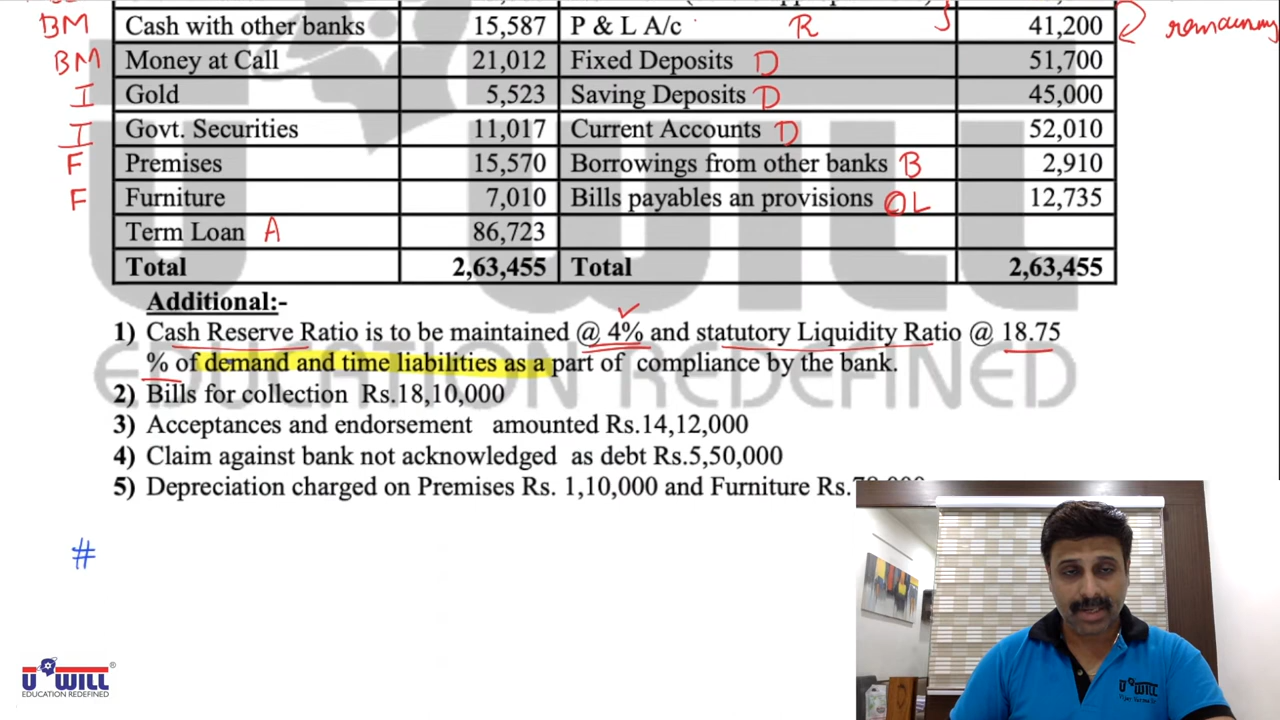 BM Cash with other banks 15,587 P & L A/c R 41,200 remaining
BM Money at Call 21,012 Fixed Deposits D 51,700
I Gold 5,523 Saving Deposits D 45,000
I Govt. Securities 11,017 Current Accounts D 52,010
F Premises 15,570 Borrowings from other banks B 2,910
F Furniture 7,010 Bills payables an provisions OL 12,735
Term Loan A 86,723
Total 2,63,455 Total 2,63,455
Additional:-
1) Cash Reserve Ratio is to be maintained @ 4% and statutory Liquidity Ratio @ 18.75
% of demand and time liabilities as a part of compliance by the bank.
2) Bills for collection Rs.18,10,000
3) Acceptances and endorsement amounted Rs.14,12,000
4) Claim against bank not acknowledged as debt Rs.5,50,000
5) Depreciation charged on Premises Rs. 1,10,000 and Furniture Rs.
#
U WILL
EDUCATION REDEFINED
U WILL ®
EDUCATION REDEFINED
U WILL